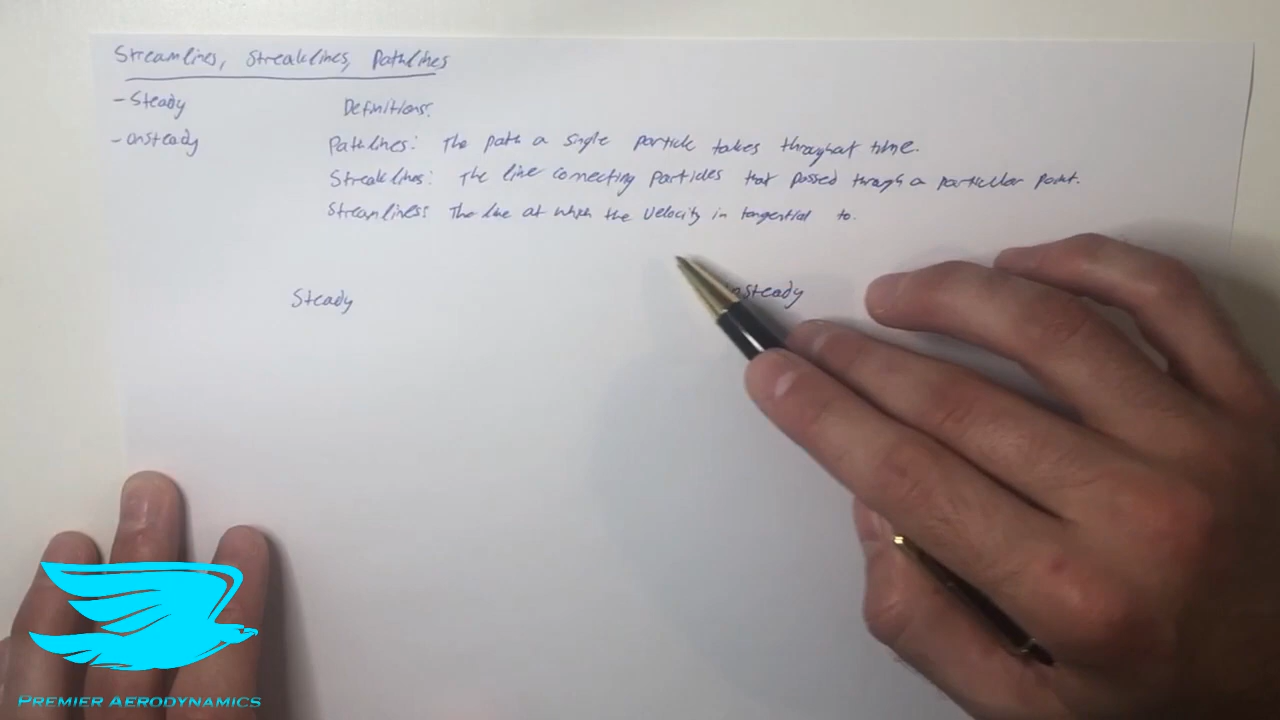 Streamlines, Streaklines, Pathlines
- Steady
Definitions:
- Unsteady
Pathlines: The path a single particle takes throughout time.
Streaklines: The line connecting particles that passed through a particular point.
Streamlines: The line at which the velocity in tangential to.
Steady
nsteady
PREMIER AERODYNAMICS